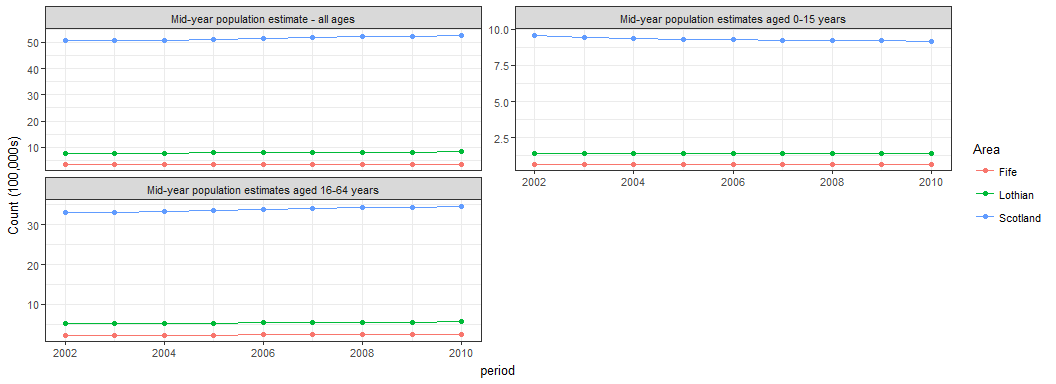 Mid-year population estimate - all ages
50
40
30
20
10
Mid-year population estimates aged 0-15 years
10.0
7.5
5.0
2.5
2002 2004 2006 2008 2010
Mid-year population estimates aged 16-64 years
30
20
10
2002 2004 2006 2008 2010
Count (100,000s)
period
Area
Fife
Lothian
Scotland